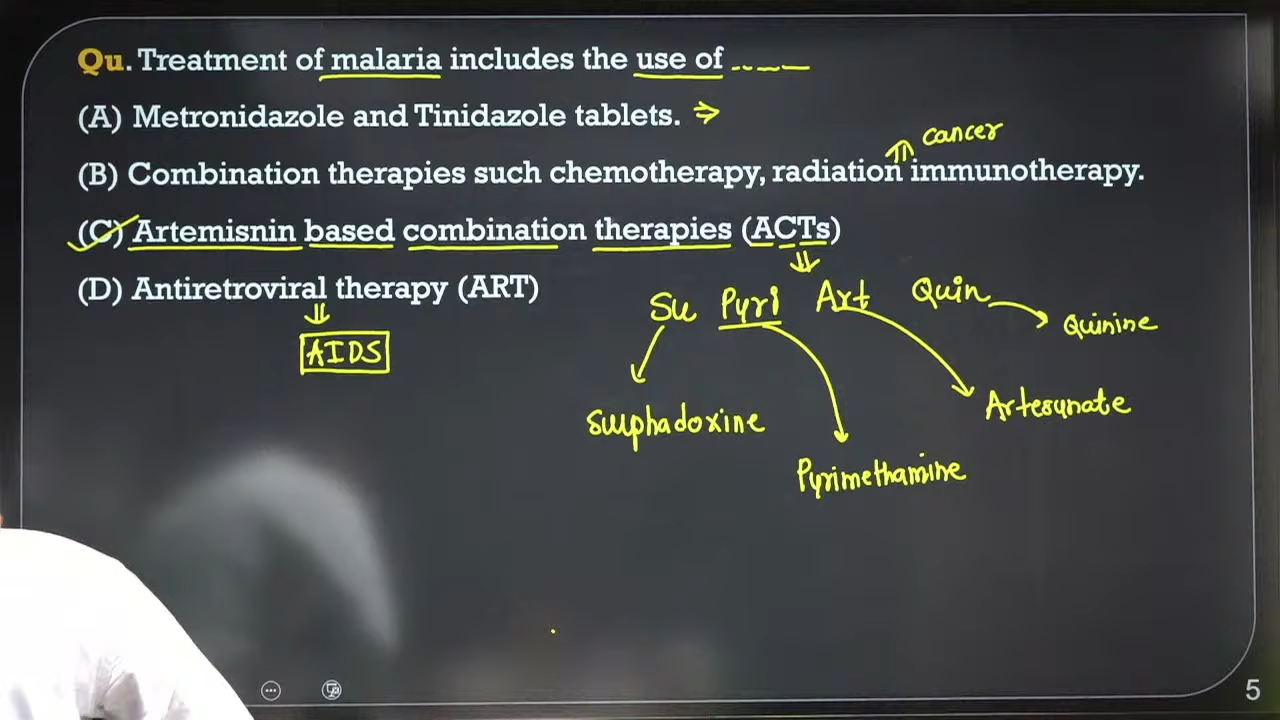 Qu. Treatment of malaria includes the use of _ _ _ _
(A) Metronidazole and Tinidazole tablets. ⇒
cancer
(B) Combination therapies such chemotherapy, radiation immunotherapy.
(C) Artemisnin based combination therapies (ACTs)
(D) Antiretroviral therapy (ART)
AIDS
Su Pyri Art Quin
Quinine
Artesunate
Sulphadoxine
Pyrimethamine
5